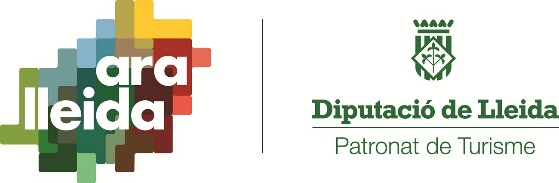 ara
lleida
Diputació de Lleida
Patronat de Turisme